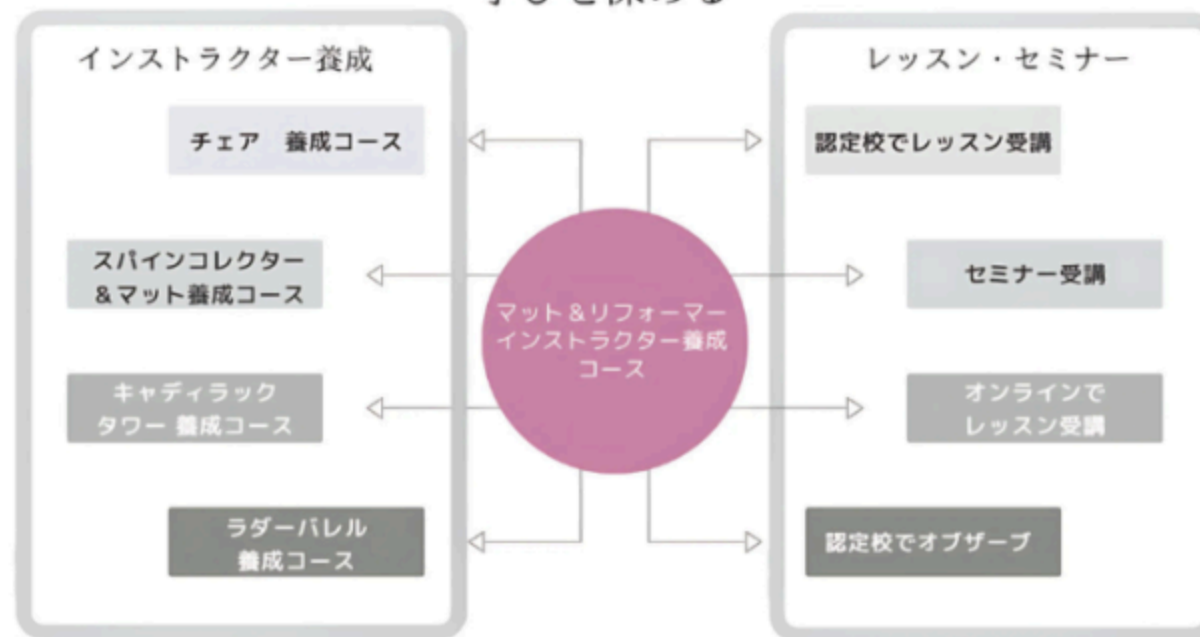 インストラクター養成
チェア 養成コース
スパインコレクター
&マット養成コース
キャディラック
タワー 養成コース
ラダーバレル
養成コース
マット&リフォーマー
インストラクター養成
コース
レッスン・セミナー
認定校でレッスン受講
セミナー受講
オンラインで
レッスン受講
認定校でオブザーブ